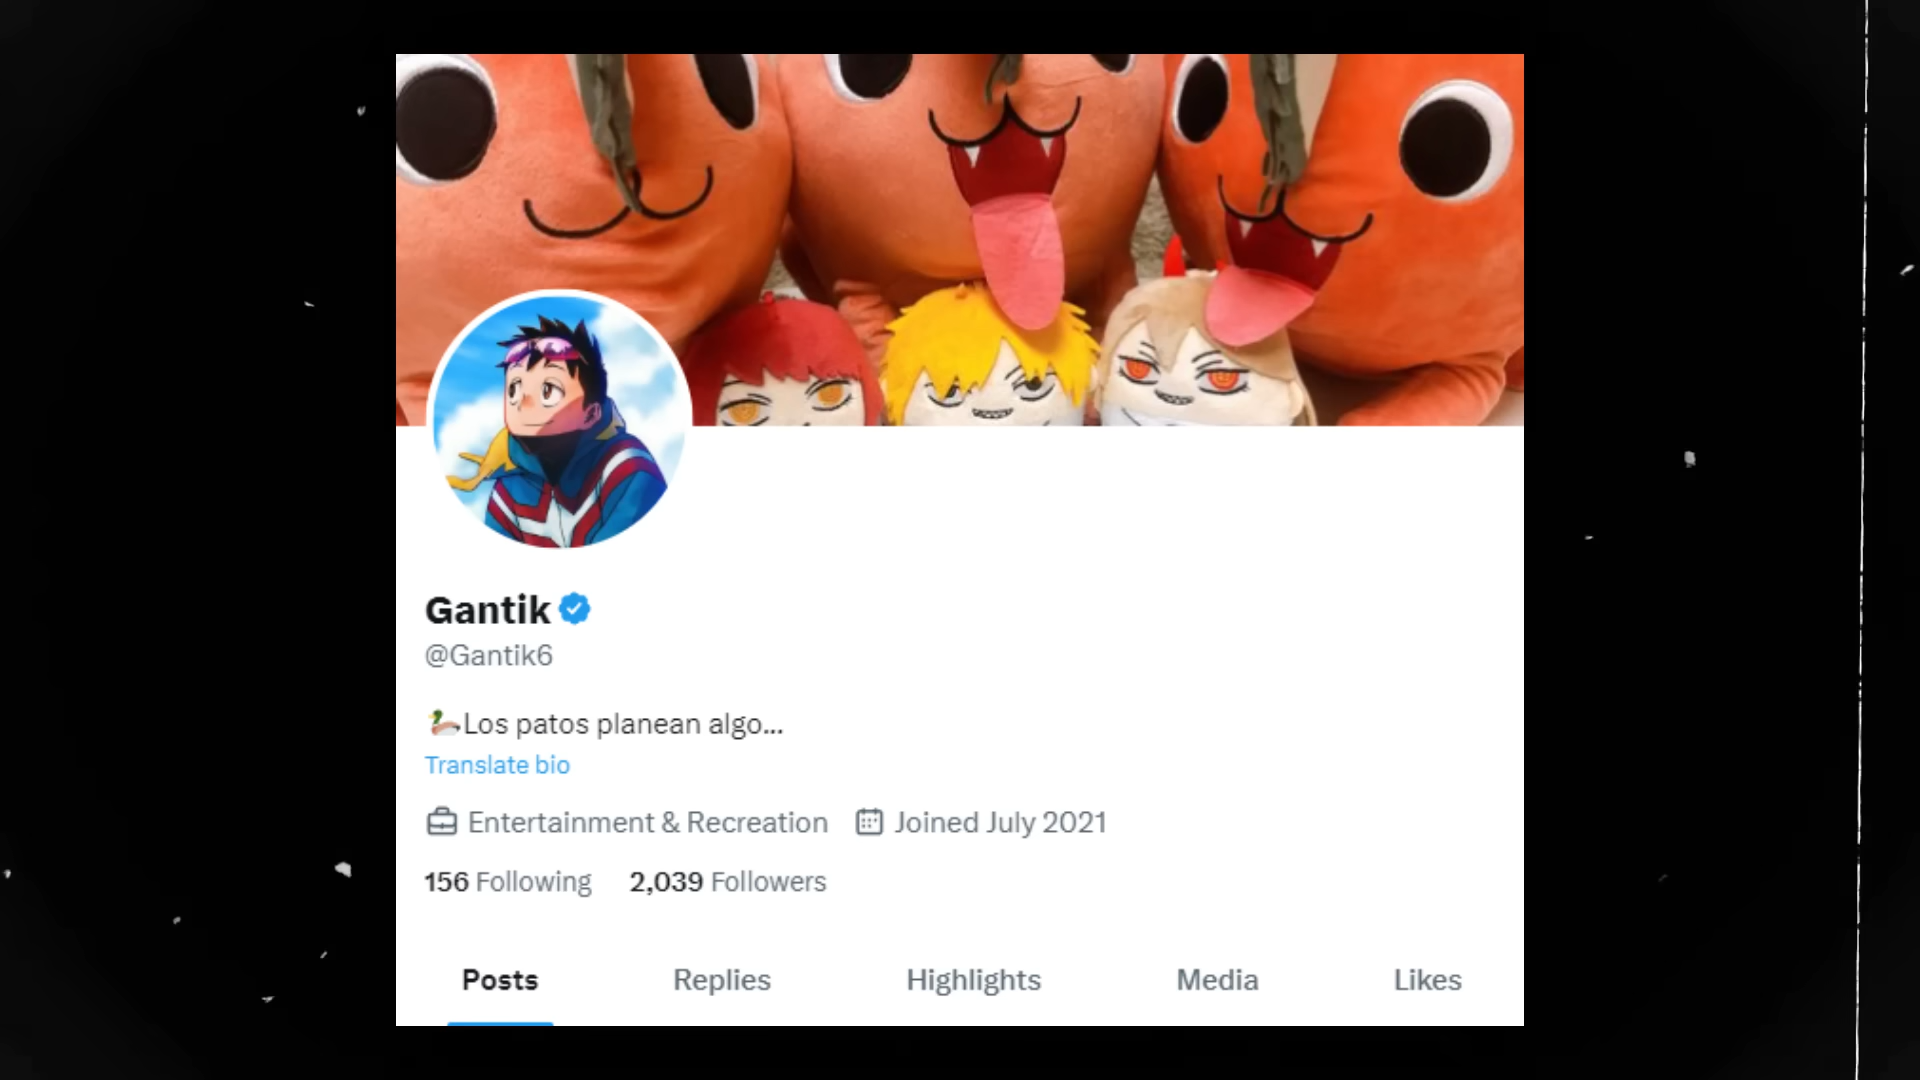 Gantik
@Gantik6
🦆Los patos planean algo...
Translate bio
Entertainment & Recreation Joined July 2021
156 Following 2,039 Followers
Posts Replies Highlights Media Likes